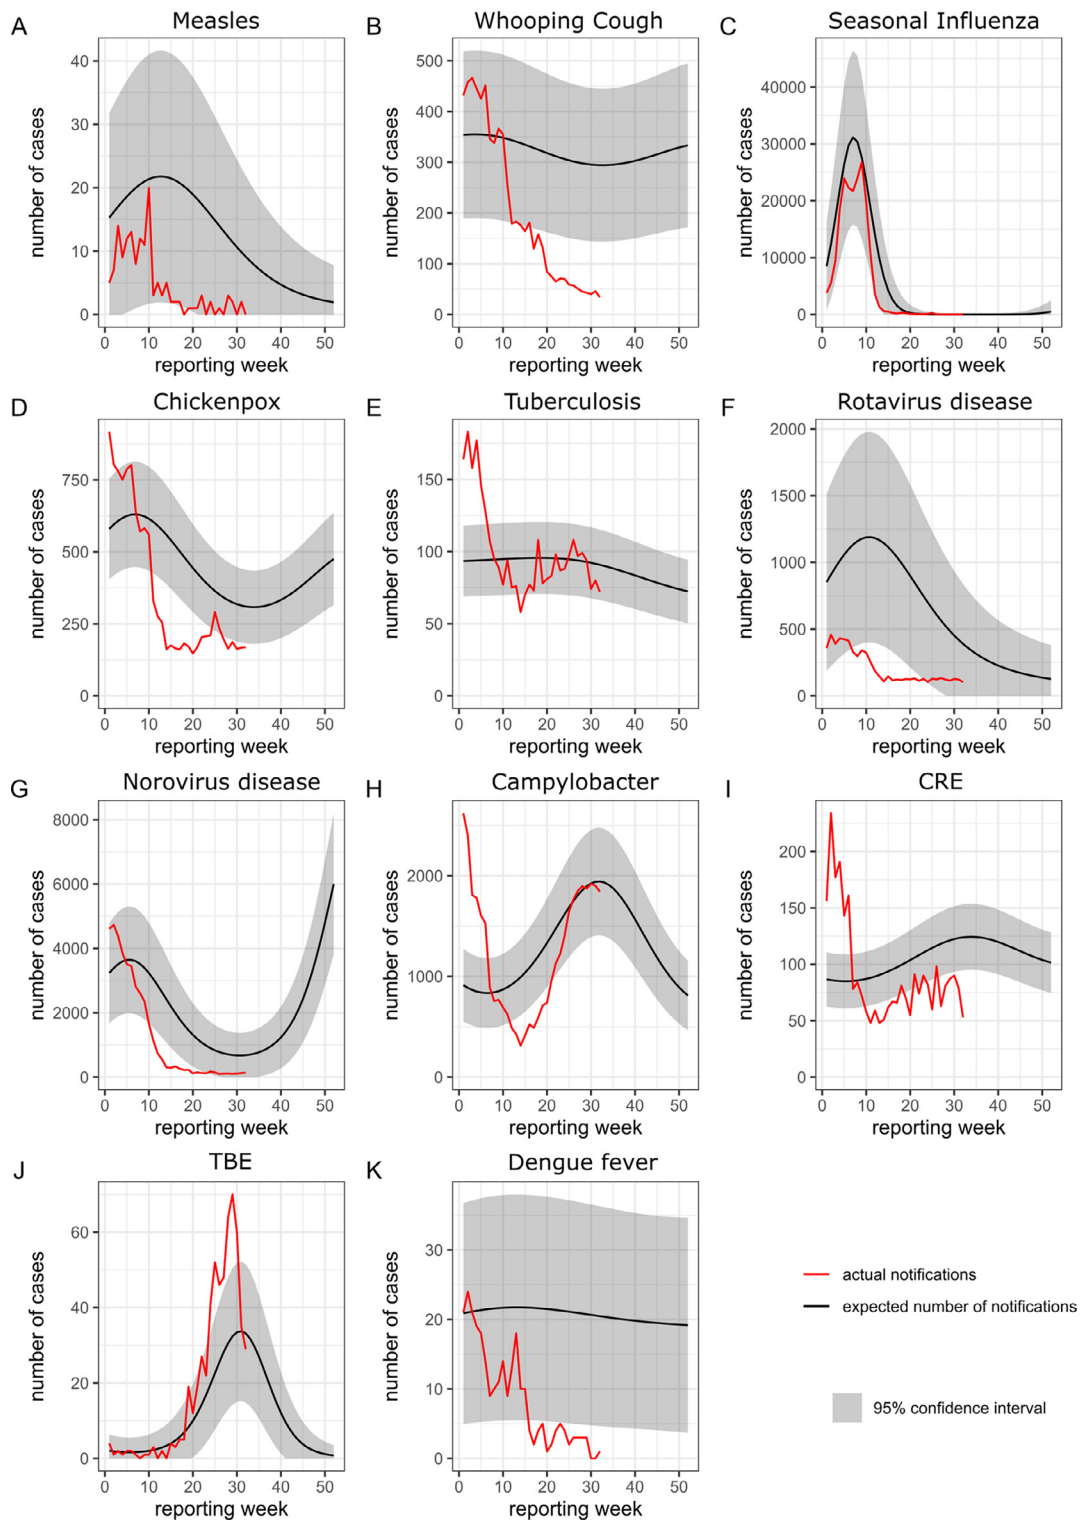 A Measles
number of cases
40
30
20
10
0
0 10 20 30 40 50
reporting week
B Whooping Cough
number of cases
500
400
300
200
100
0
0 10 20 30 40 50
reporting week
C Seasonal Influenza
number of cases
40000
30000
20000
10000
0
0 10 20 30 40 50
reporting week
D Chickenpox
number of cases
750
500
250
0
0 10 20 30 40 50
reporting week
E Tuberculosis
number of cases
150
100
50
0
0 10 20 30 40 50
reporting week
F Rotavirus disease
number of cases
2000
1500
1000
500
0
0 10 20 30 40 50
reporting week
G Norovirus disease
number of cases
8000
6000
4000
2000
0
0 10 20 30 40 50
reporting week
H Campylobacter
number of cases
2000
1000
0
0 10 20 30 40 50
reporting week
I CRE
number of cases
200
150
100
50
0
0 10 20 30 40 50
reporting week
J TBE
number of cases
60
40
20
0
0 10 20 30 40 50
reporting week
K Dengue fever
number of cases
30
20
10
0
0 10 20 30 40 50
reporting week
actual notifications
expected number of notifications
95% confidence interval